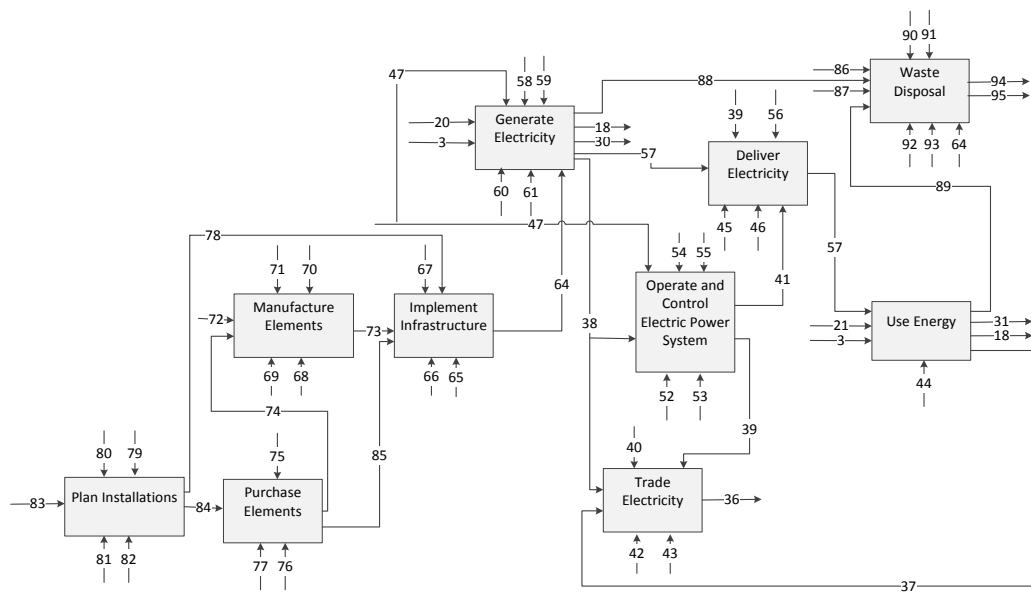 90 91
86
Waste
Disposal
94
95
87
92 93 64
47
58 59
88
20
3
Generate
Electricity
18
30
57
60 61
39 56
Deliver
Electricity
45 46
89
47
78
54 55
41
57
71 70
67
64
Operate and
Control
Electric Power
System
72
Manufacture
Elements
73
Implement
Infrastructure
38
21
3
Use Energy
31
18
69 68
66 65
52 53
44
74
39
80 79
75
85
40
83
Plan Installations
84
Purchase
Elements
Trade
Electricity
36
81 82
77 76
42 43
37